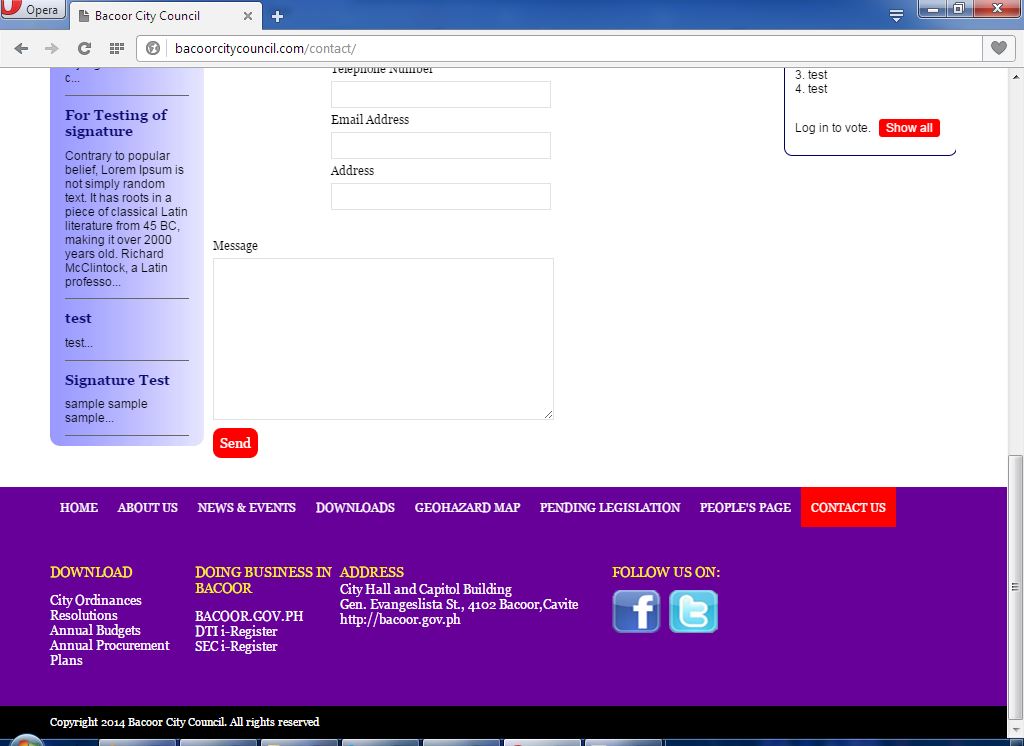 Opera
Bacoor City Council
bacoorcitycouncil.com/contact/
c...
For Testing of
signature
Contrary to popular
belief, Lorem Ipsum is
not simply random
text. It has roots in a
piece of classical Latin
literature from 45 BC,
making it over 2000
years old. Richard
McClintock, a Latin
professo...
test
test...
Signature Test
sample sample
sample...
Telephone Number
Email Address
Address
Message
Send
3. test
4. test
Log in to vote. Show all
HOME ABOUT US NEWS & EVENTS DOWNLOADS GEOHAZARD MAP PENDING LEGISLATION PEOPLE'S PAGE CONTACT US
DOWNLOAD
City Ordinances
Resolutions
Annual Budgets
Annual Procurement
Plans
DOING BUSINESS IN
BACOOR
BACOOR.GOV.PH
DTI i-Register
SEC i-Register
ADDRESS
City Hall and Capitol Building
Gen. Evangeslista St., 4102 Bacoor,Cavite
http://bacoor.gov.ph
FOLLOW US ON:
f
t
Copyright 2014 Bacoor City Council. All rights reserved